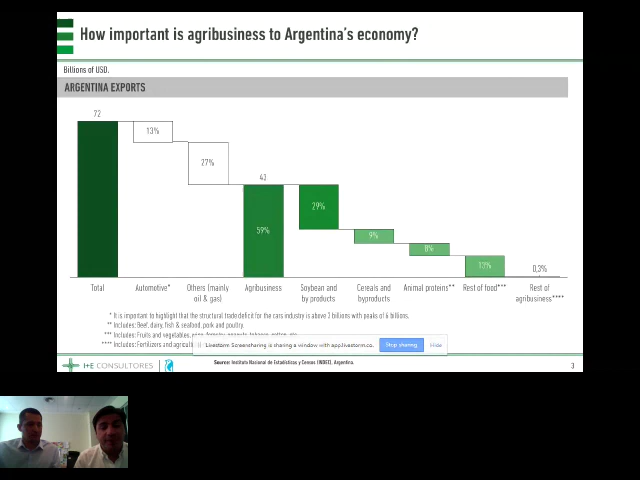 How important is agribusiness to Argentina's economy?
Billions of USD.
ARGENTINA EXPORTS
72
13%
27%
43
59%
29%
9%
8%
13%
0,3%
Total
Automotive*
Others (mainly oil & gas)
Agribusiness
Soybean and by products
Cereals and byproducts
Animal proteins**
Rest of food***
Rest of agribusiness****
* It is important to highlight that the structural trade deficit for the cars industry is above 3 billions with peaks of 6 billions.
** Includes: Beef, dairy, fish & seafood, pork and poultry.
*** Includes: Fruits and vegetables,
**** Includes: Fertilizers and
Livestorm Screensharing is sharing a window with app.livestorm.co.
Stop sharing
Hide
I+E CONSULTORES
Source: Instituto Nacional de Estadísticas y Censos (INDEC), Argentina.
3